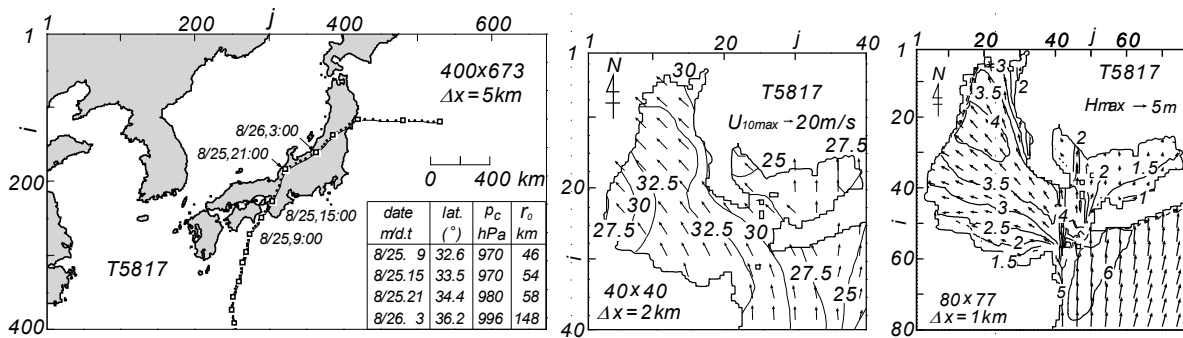 1 200 j 400 600
1
400x673
Δx=5km
8/26,3:00
8/25,21:00
i
200
0 400 km
8/25,15:00
8/25,9:00
T5817
date lat. pc r₀
m/d.t (°) hPa km
8/25. 9 32.6 970 46
8/25.15 33.5 970 54
8/25.21 34.4 980 58
8/26. 3 36.2 996 148
400
1 20 j 40
1
N
30
T5817
U10max → 20m/s
27.5
25
20
32.5
30
27.5
32.5
30
27.5
25
i
40x40
Δx=2km
40
1 20 40 j 60
1
N
3
2
T5817
3.5
Hmax → 5m
20
4
2
1.5
2
3.5
40
3
4
1
2.5
2
i
1.5
60
6
5
80x77
Δx=1km
80